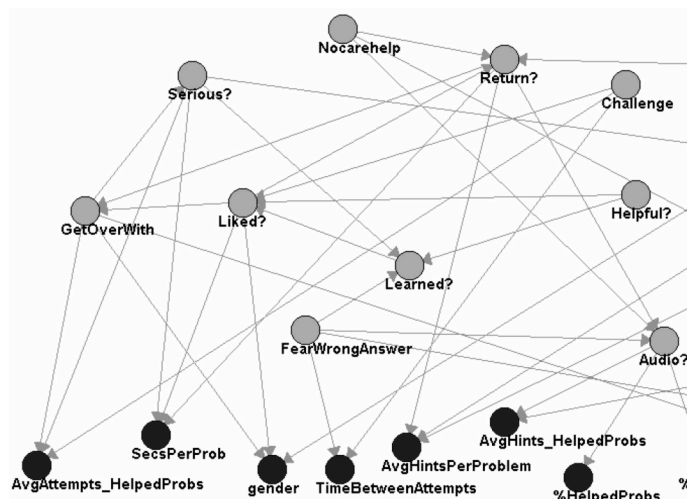 Nocarehelp
Return?
Serious?
Challenge
GetOverWith
Liked?
Helpful?
Learned?
FearWrongAnswer
Audio?
AvgAttempts_HelpedProbs
SecsPerProb
gender
TimeBetweenAttempts
AvgHintsPerProblem
AvgHints_HelpedProbs
%HelpedProbs
%